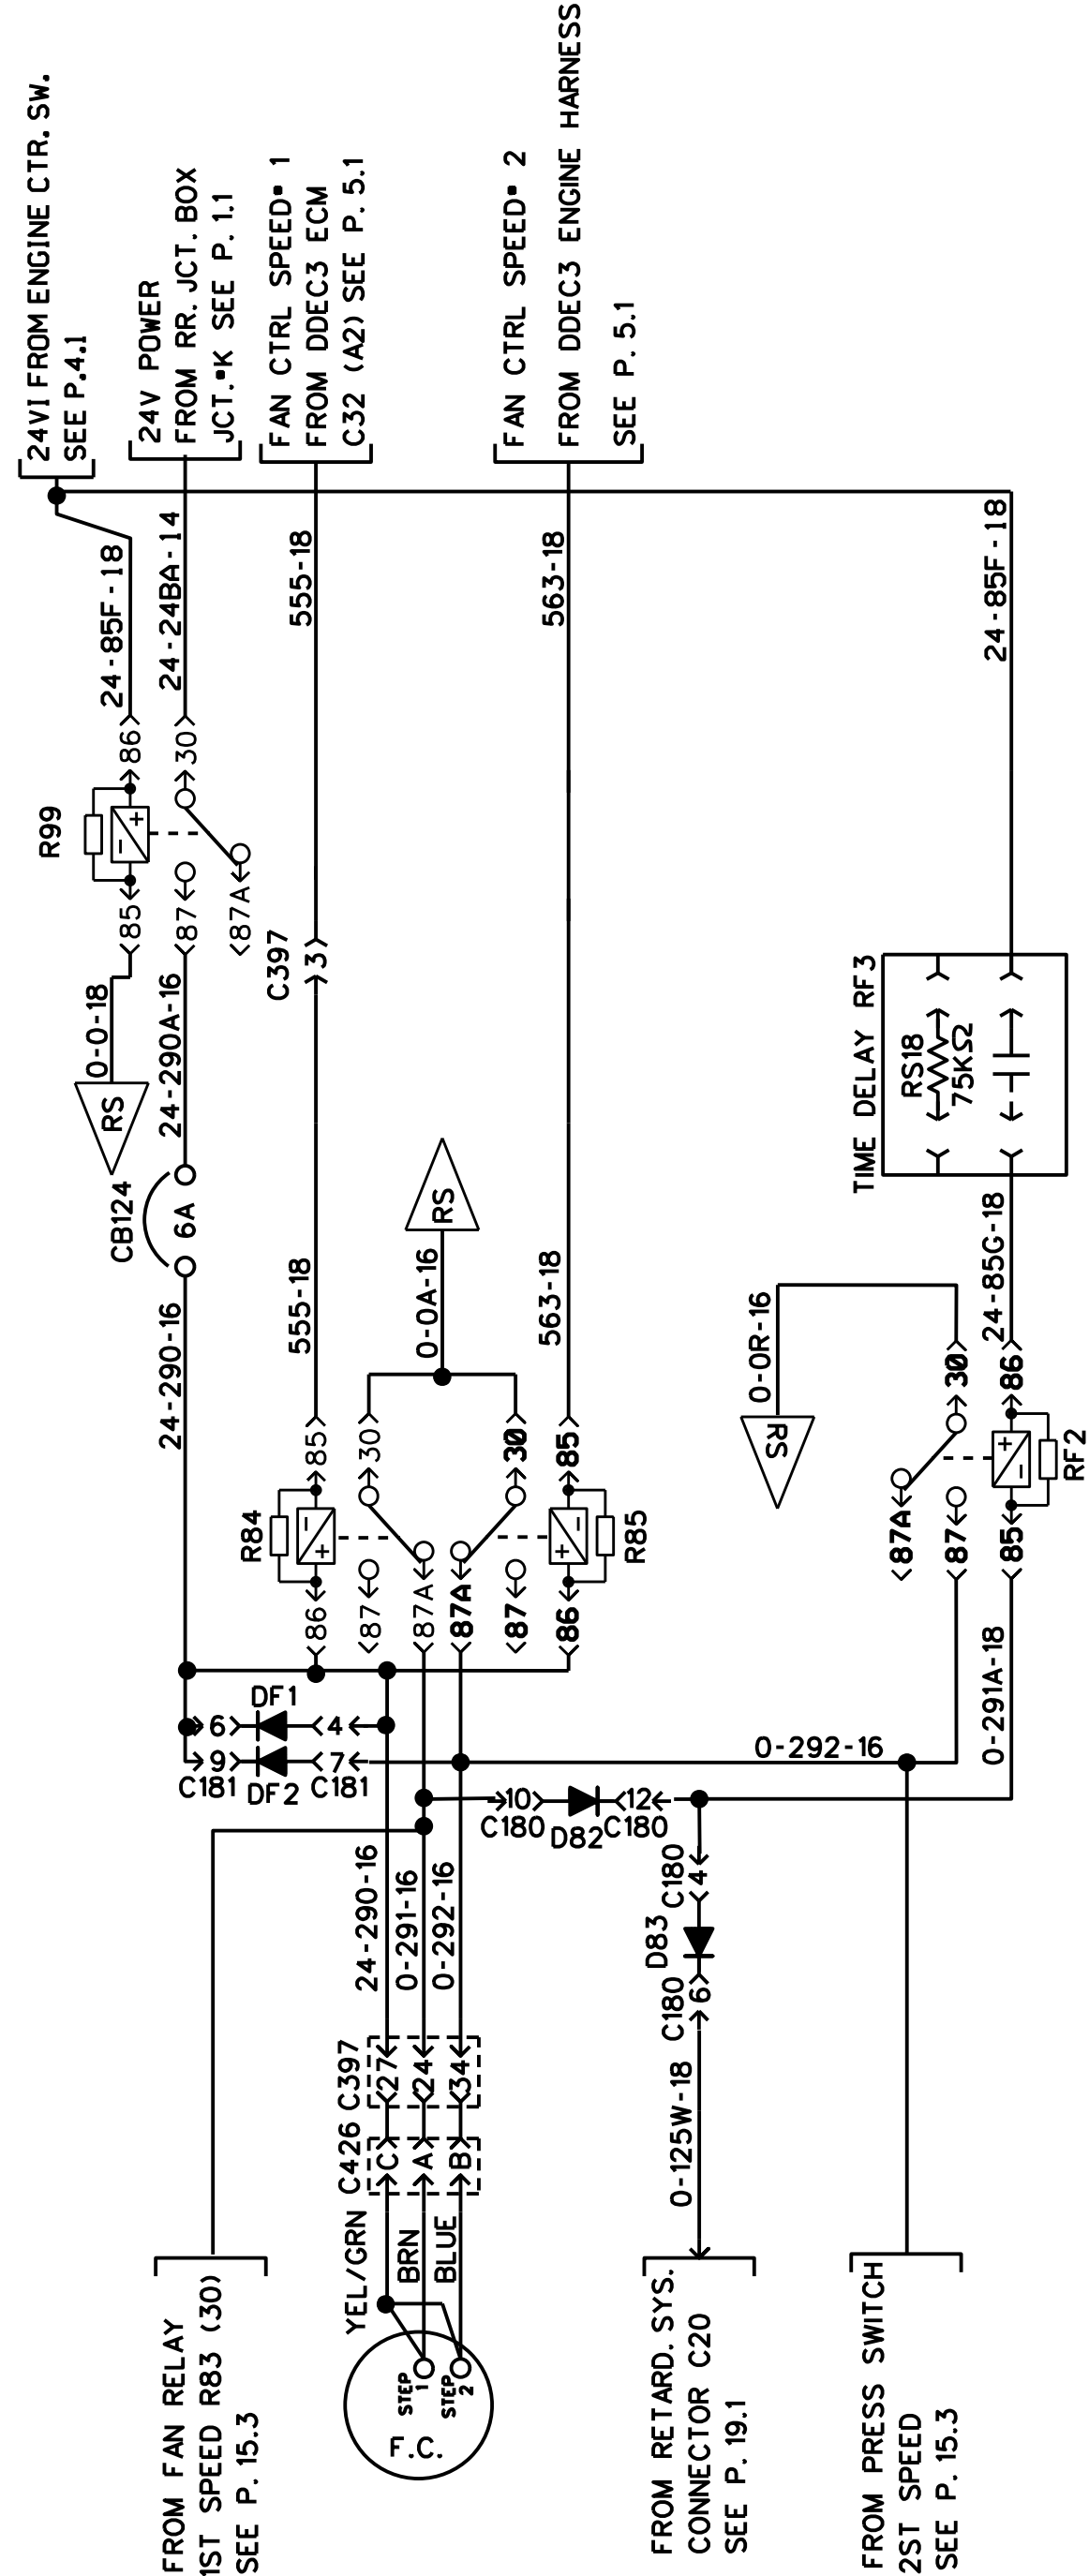 24VI FROM ENGINE CTR. SW.
SEE P.4.1
24V POWER
FROM RR. JCT. BOX
JCT.#K SEE P. 1.1
FAN CTRL SPEED# 1
FROM DDEC3 ECM
C32 (A2) SEE P. 5.1
FAN CTRL SPEED# 2
FROM DDEC3 ENGINE HARNESS
SEE P. 5.1
24-85F-18
24-24BA-14
555-18
563-18
24-85F-18
R99
86
30
85
87
87A
0-0-18
RS
24-290A-16
C397
3
CB124
6A
24-290-16
555-18
RS
0-0A-16
563-18
TIME DELAY RF3
RS18
75KΩ
24-85G-18
0-0R-16
RS
30
86
RF2
87A
87
85
0-291A-18
R84
85
30
30
85
R85
86
87
87A
87A
87
86
DF1
6
4
9
7
C181
DF2
C181
0-292-16
10
12
C180
D82
C180
C180
4
D83
C180
6
24-290-16
0-291-16
0-292-16
C397
27
24
34
C426
C
A
B
0-125W-18
YEL/GRN
BRN
BLUE
STEP
1
STEP
2
F.C.
FROM FAN RELAY
1ST SPEED R83 (30)
SEE P. 15.3
FROM RETARD. SYS.
CONNECTOR C20
SEE P. 19.1
FROM PRESS SWITCH
2ST SPEED
SEE P. 15.3